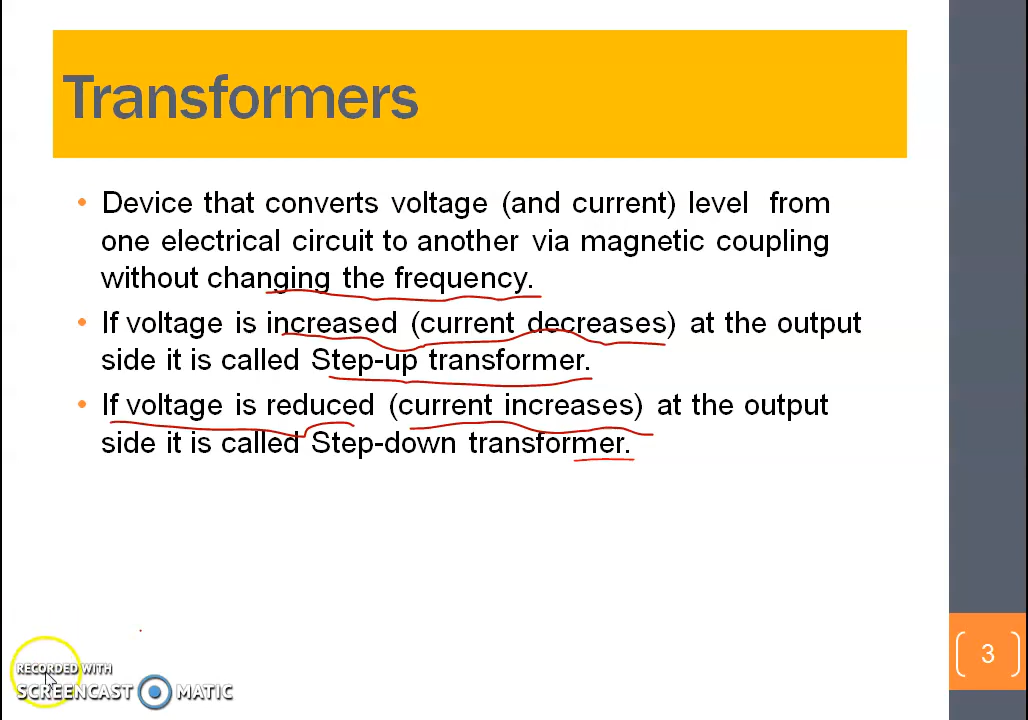 Transformers
• Device that converts voltage (and current) level from
one electrical circuit to another via magnetic coupling
without changing the frequency.
• If voltage is increased (current decreases) at the output
side it is called Step-up transformer.
• If voltage is reduced (current increases) at the output
side it is called Step-down transformer.
3
RECORDED WITH
SCREENCAST MATIC